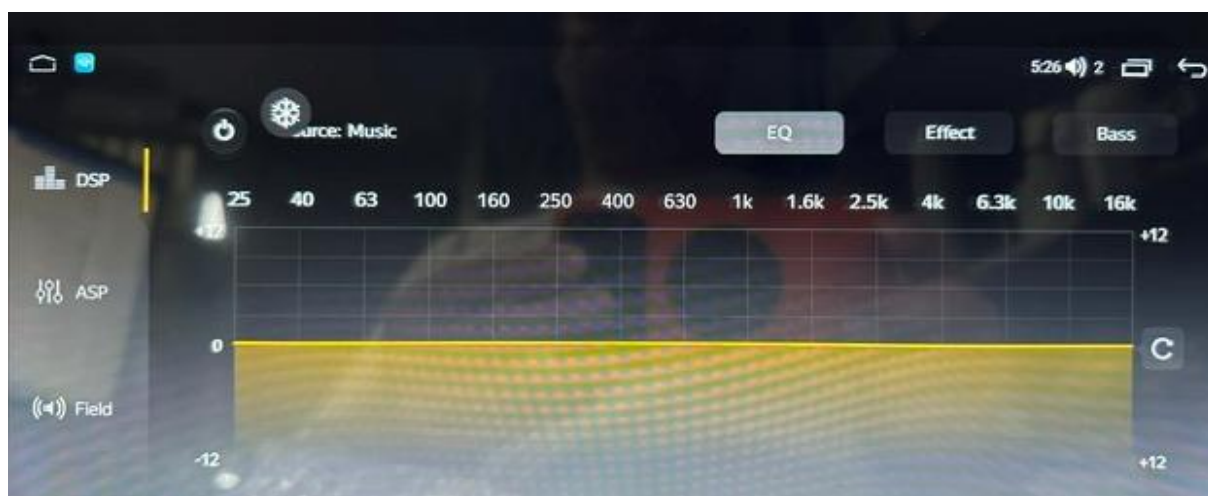 5:26 2
Source: Music
EQ Effect Bass
DSP
25 40 63 100 160 250 400 630 1k 1.6k 2.5k 4k 6.3k 10k 16k
+12 +12
ASP
0
Field
-12 +12